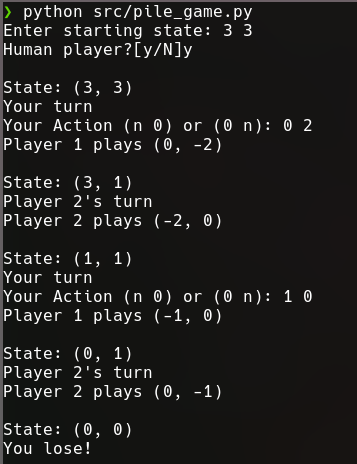 ❯ python src/pile_game.py
Enter starting state: 3 3
Human player?[y/N]y
State: (3, 3)
Your turn
Your Action (n 0) or (0 n): 0 2
Player 1 plays (0, -2)
State: (3, 1)
Player 2's turn
Player 2 plays (-2, 0)
State: (1, 1)
Your turn
Your Action (n 0) or (0 n): 1 0
Player 1 plays (-1, 0)
State: (0, 1)
Player 2's turn
Player 2 plays (0, -1)
State: (0, 0)
You lose!